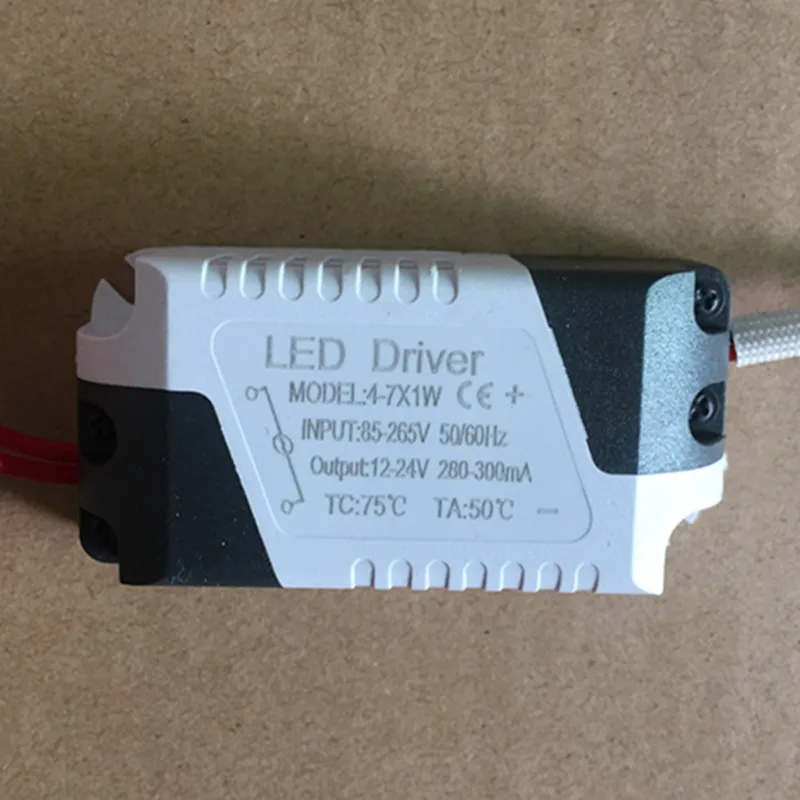 LED Driver
MODEL:4-7X1W CE +
INPUT:85-265V 50/60Hz
Output:12-24V 280-300mA
TC:75℃ TA:50℃ —